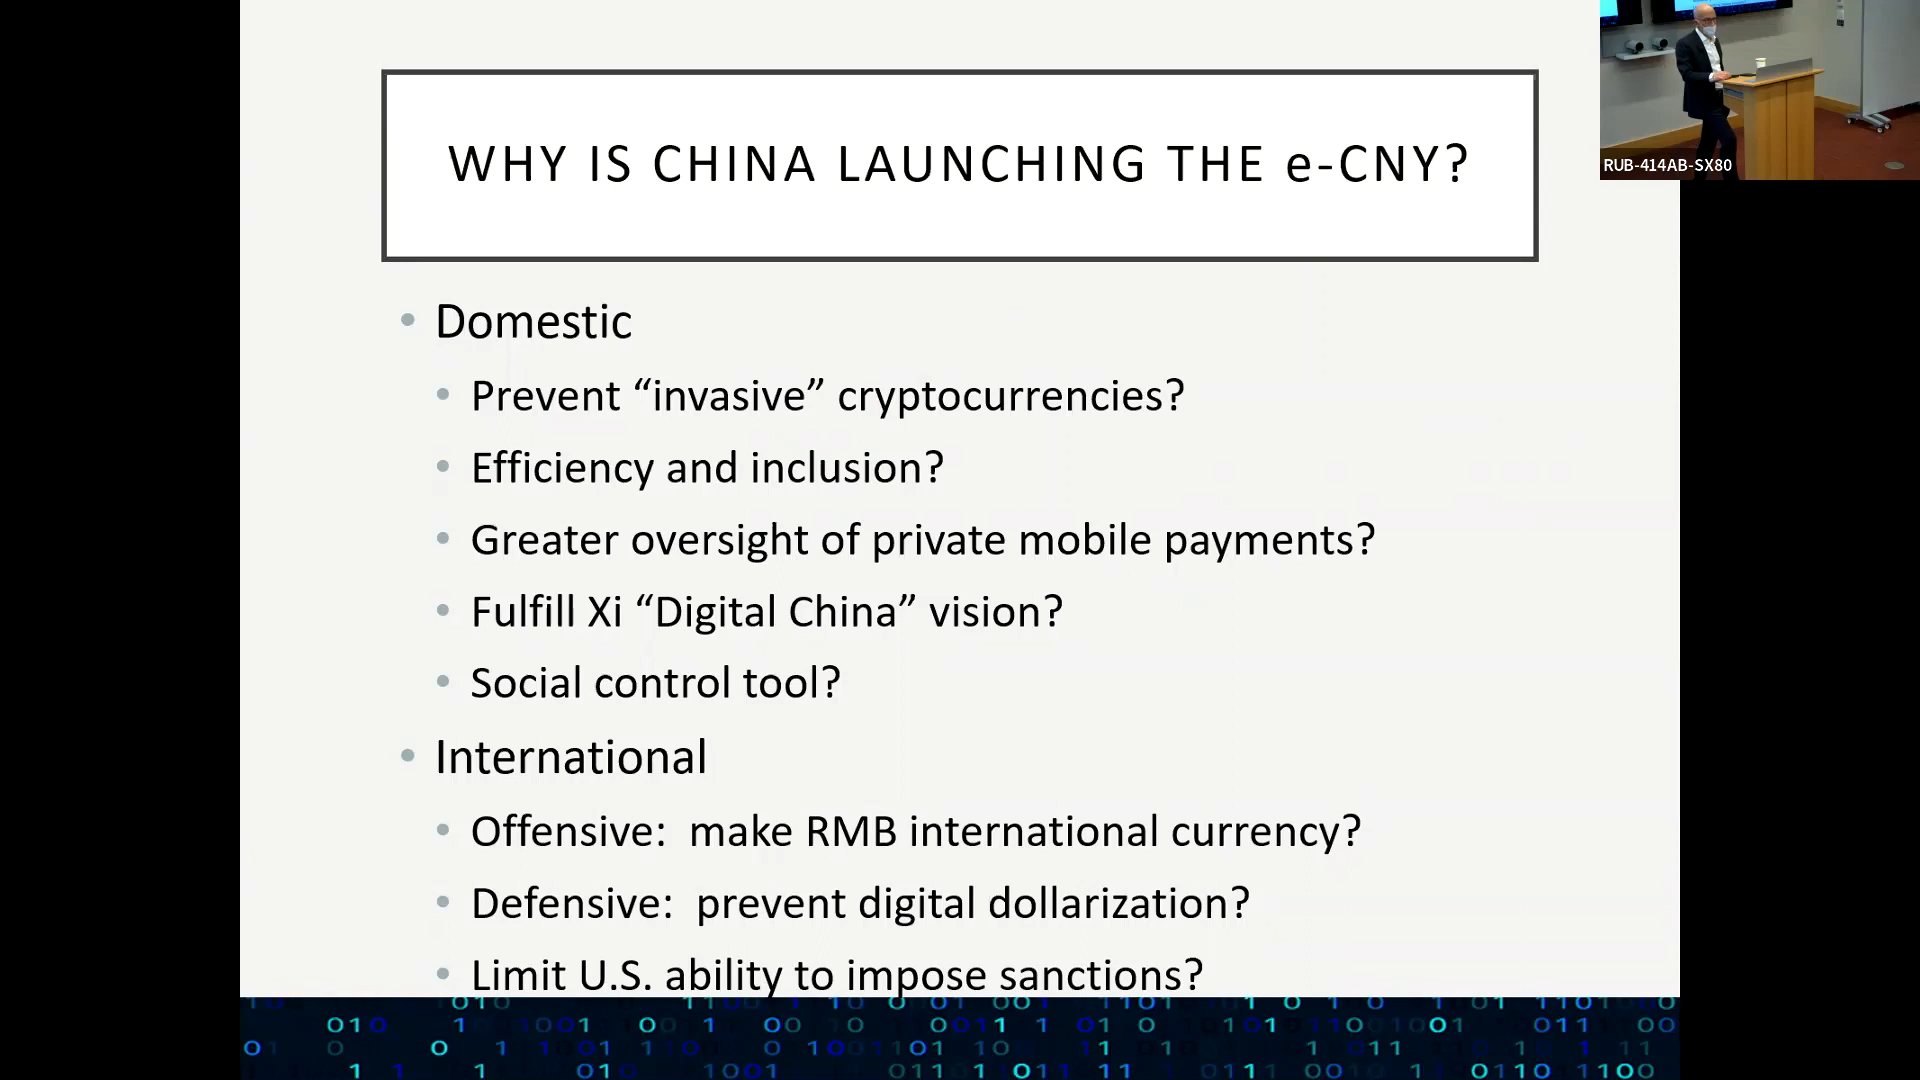 WHY IS CHINA LAUNCHING THE e-CNY?
RUB-414AB-SX80
• Domestic
• Prevent “invasive” cryptocurrencies?
• Efficiency and inclusion?
• Greater oversight of private mobile payments?
• Fulfill Xi “Digital China” vision?
• Social control tool?
• International
• Offensive:  make RMB international currency?
• Defensive:  prevent digital dollarization?
• Limit U.S. ability to impose sanctions?